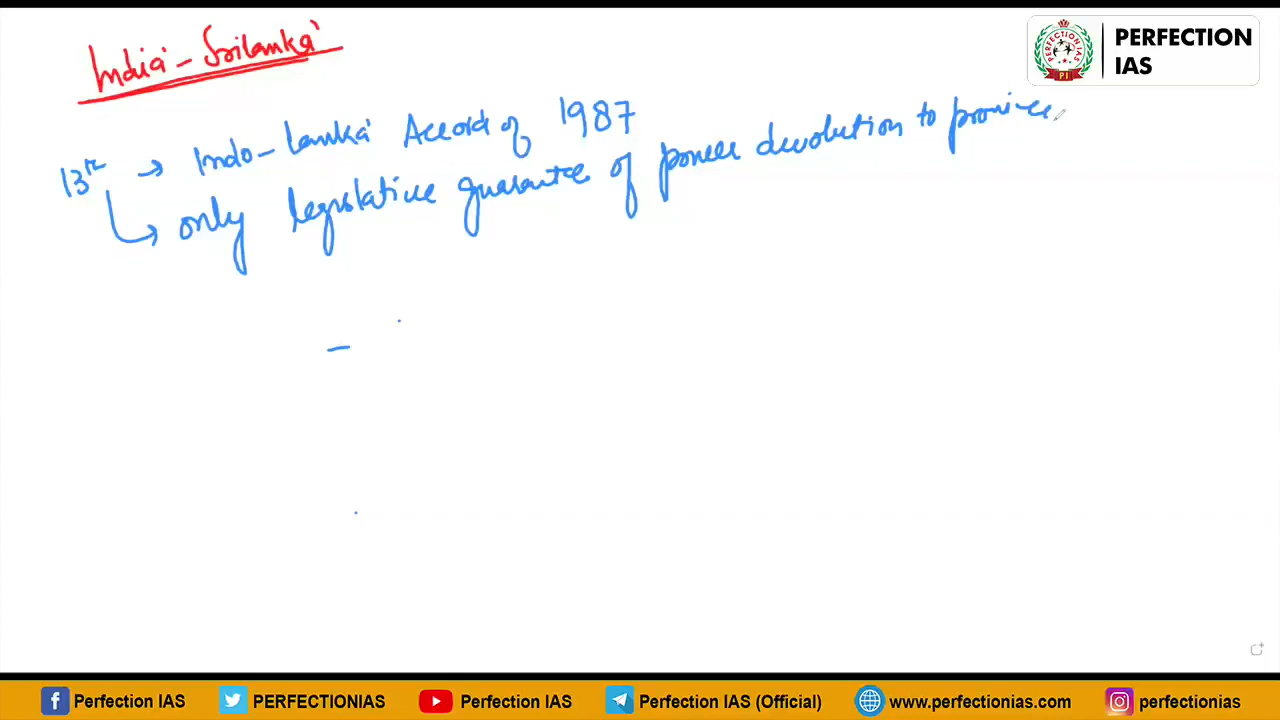 India - Srilanka
PERFECTION
IAS
13th → Indo-Lanka Accord of 1987
↳ only legislative guarantee of power devolution to province
Perfection IAS
PERFECTIONIAS
Perfection IAS
Perfection IAS (Official)
www.perfectionias.com
perfectionias